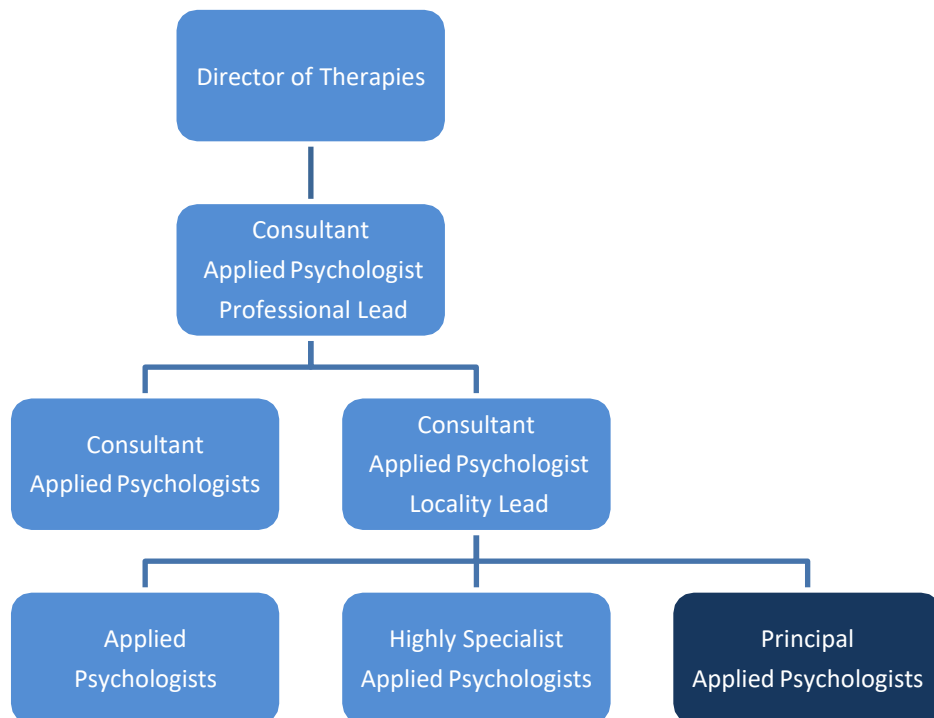 Director of Therapies
Consultant
Applied Psychologist
Professional Lead
Consultant
Applied Psychologists
Consultant
Applied Psychologist
Locality Lead
Applied
Psychologists
Highly Specialist
Applied Psychologists
Principal
Applied Psychologists